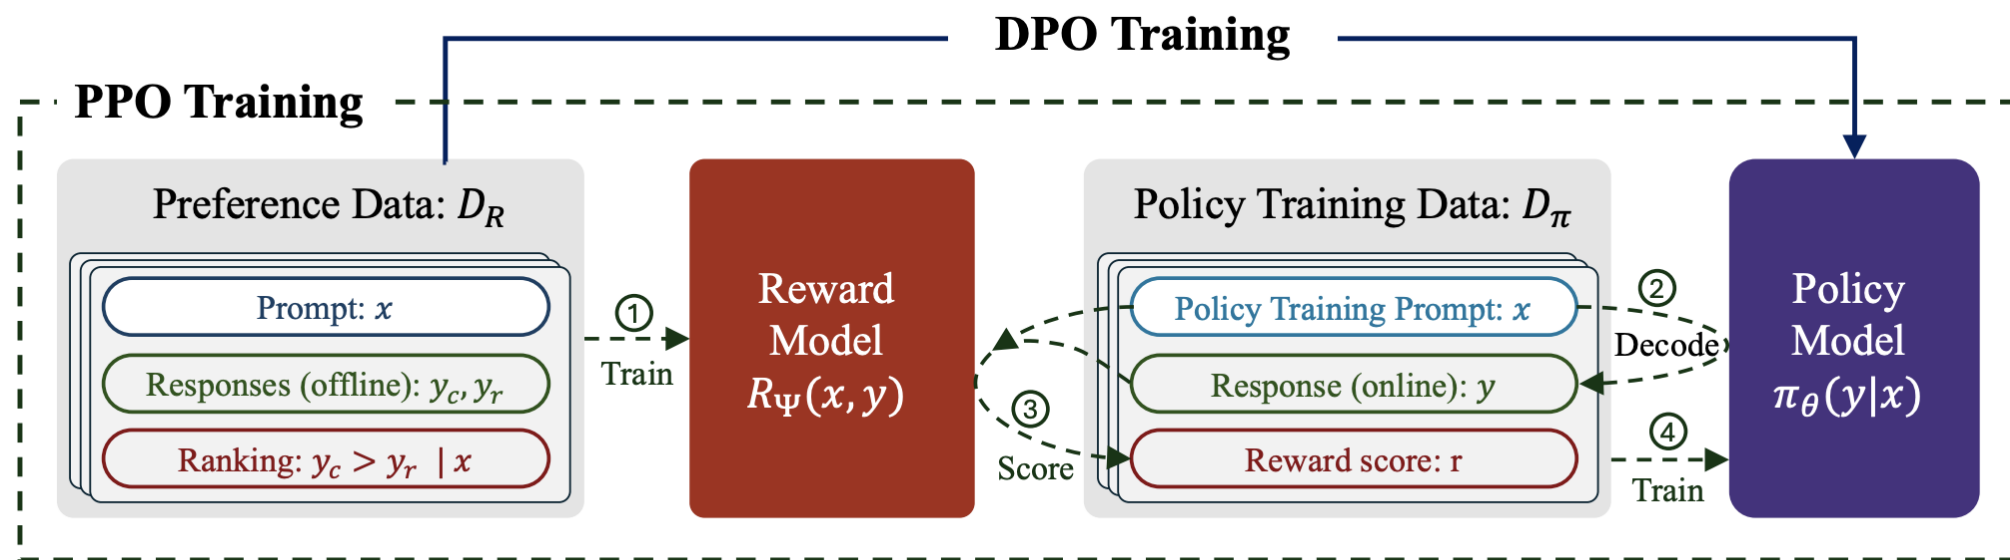 DPO Training
PPO Training
Preference Data: D_R
Prompt: x
Responses (offline): y_c, y_r
Ranking: y_c > y_r | x
①
Train
Reward
Model
R_Ψ(x, y)
③
Score
Policy Training Data: D_π
Policy Training Prompt: x
Response (online): y
Reward score: r
②
Decode
④
Train
Policy
Model
π_θ(y|x)